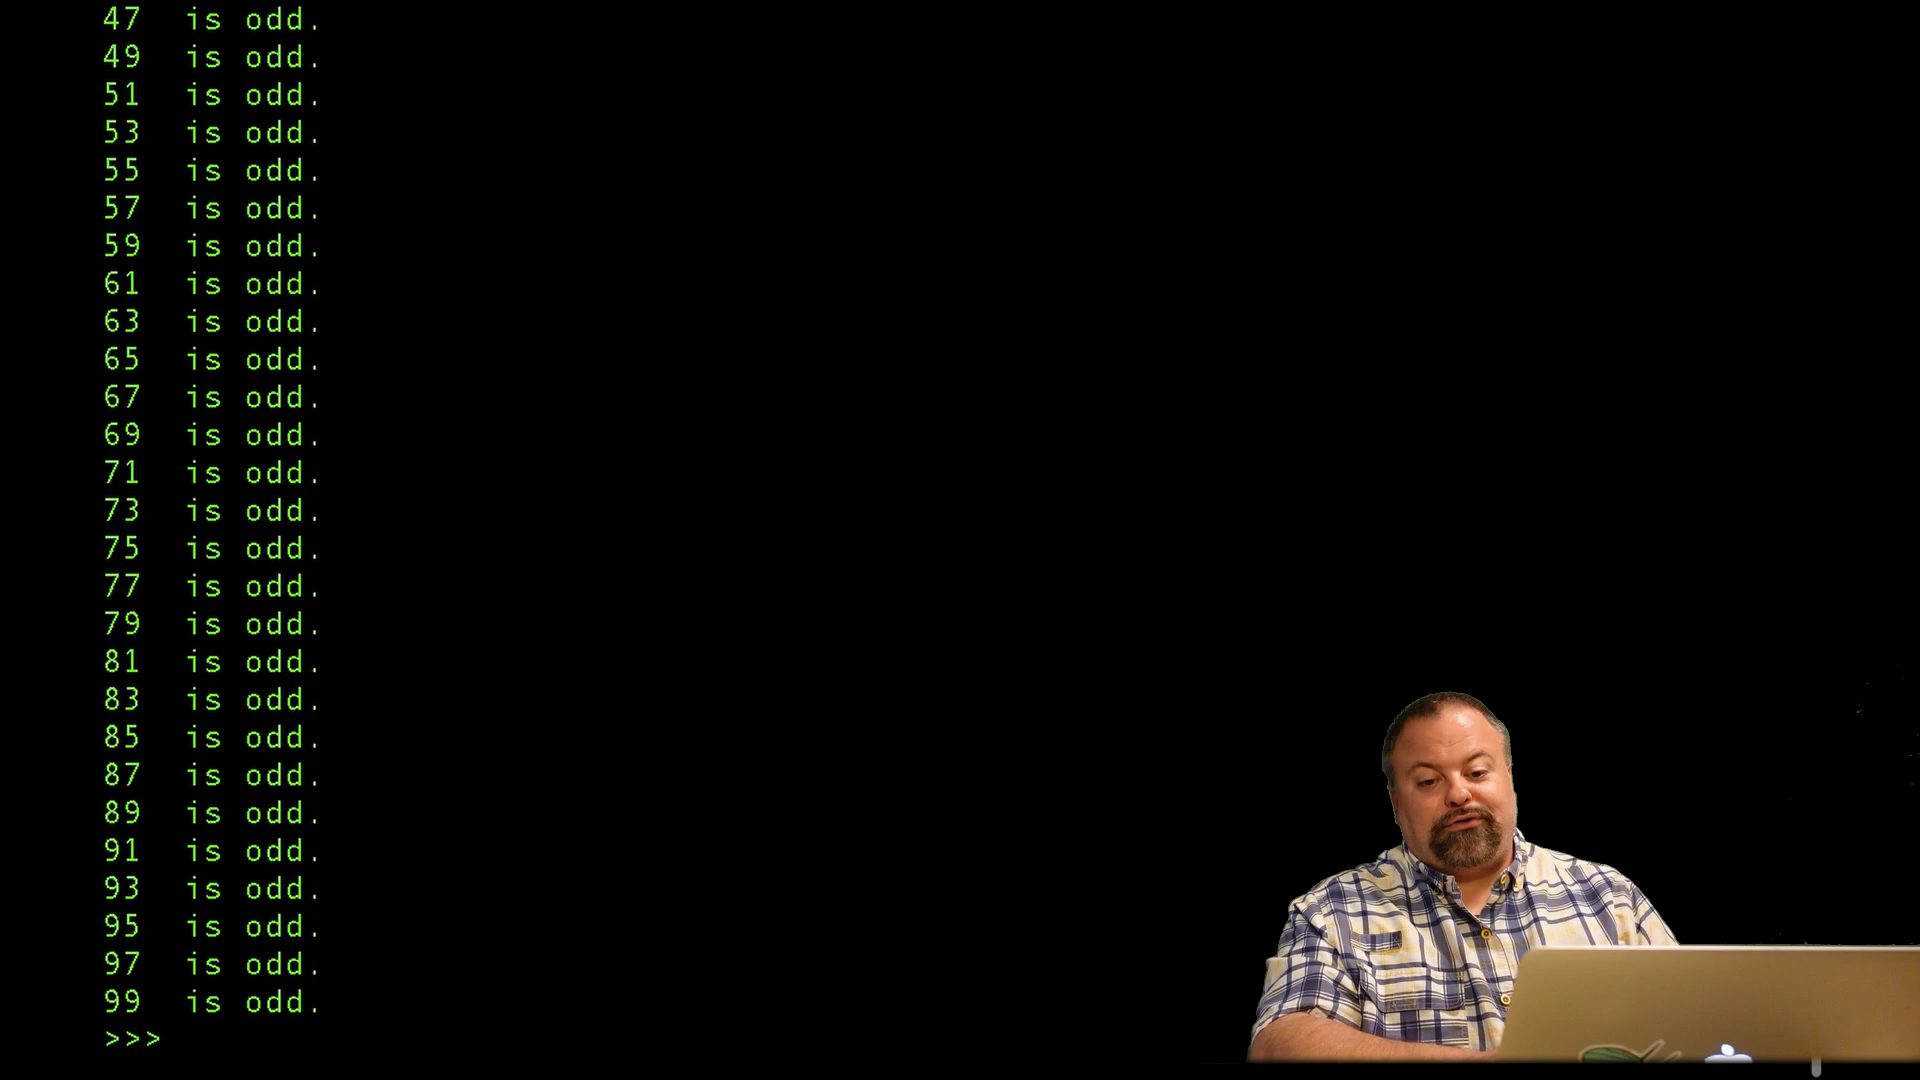 47  is odd.
49  is odd.
51  is odd.
53  is odd.
55  is odd.
57  is odd.
59  is odd.
61  is odd.
63  is odd.
65  is odd.
67  is odd.
69  is odd.
71  is odd.
73  is odd.
75  is odd.
77  is odd.
79  is odd.
81  is odd.
83  is odd.
85  is odd.
87  is odd.
89  is odd.
91  is odd.
93  is odd.
95  is odd.
97  is odd.
99  is odd.
>>>